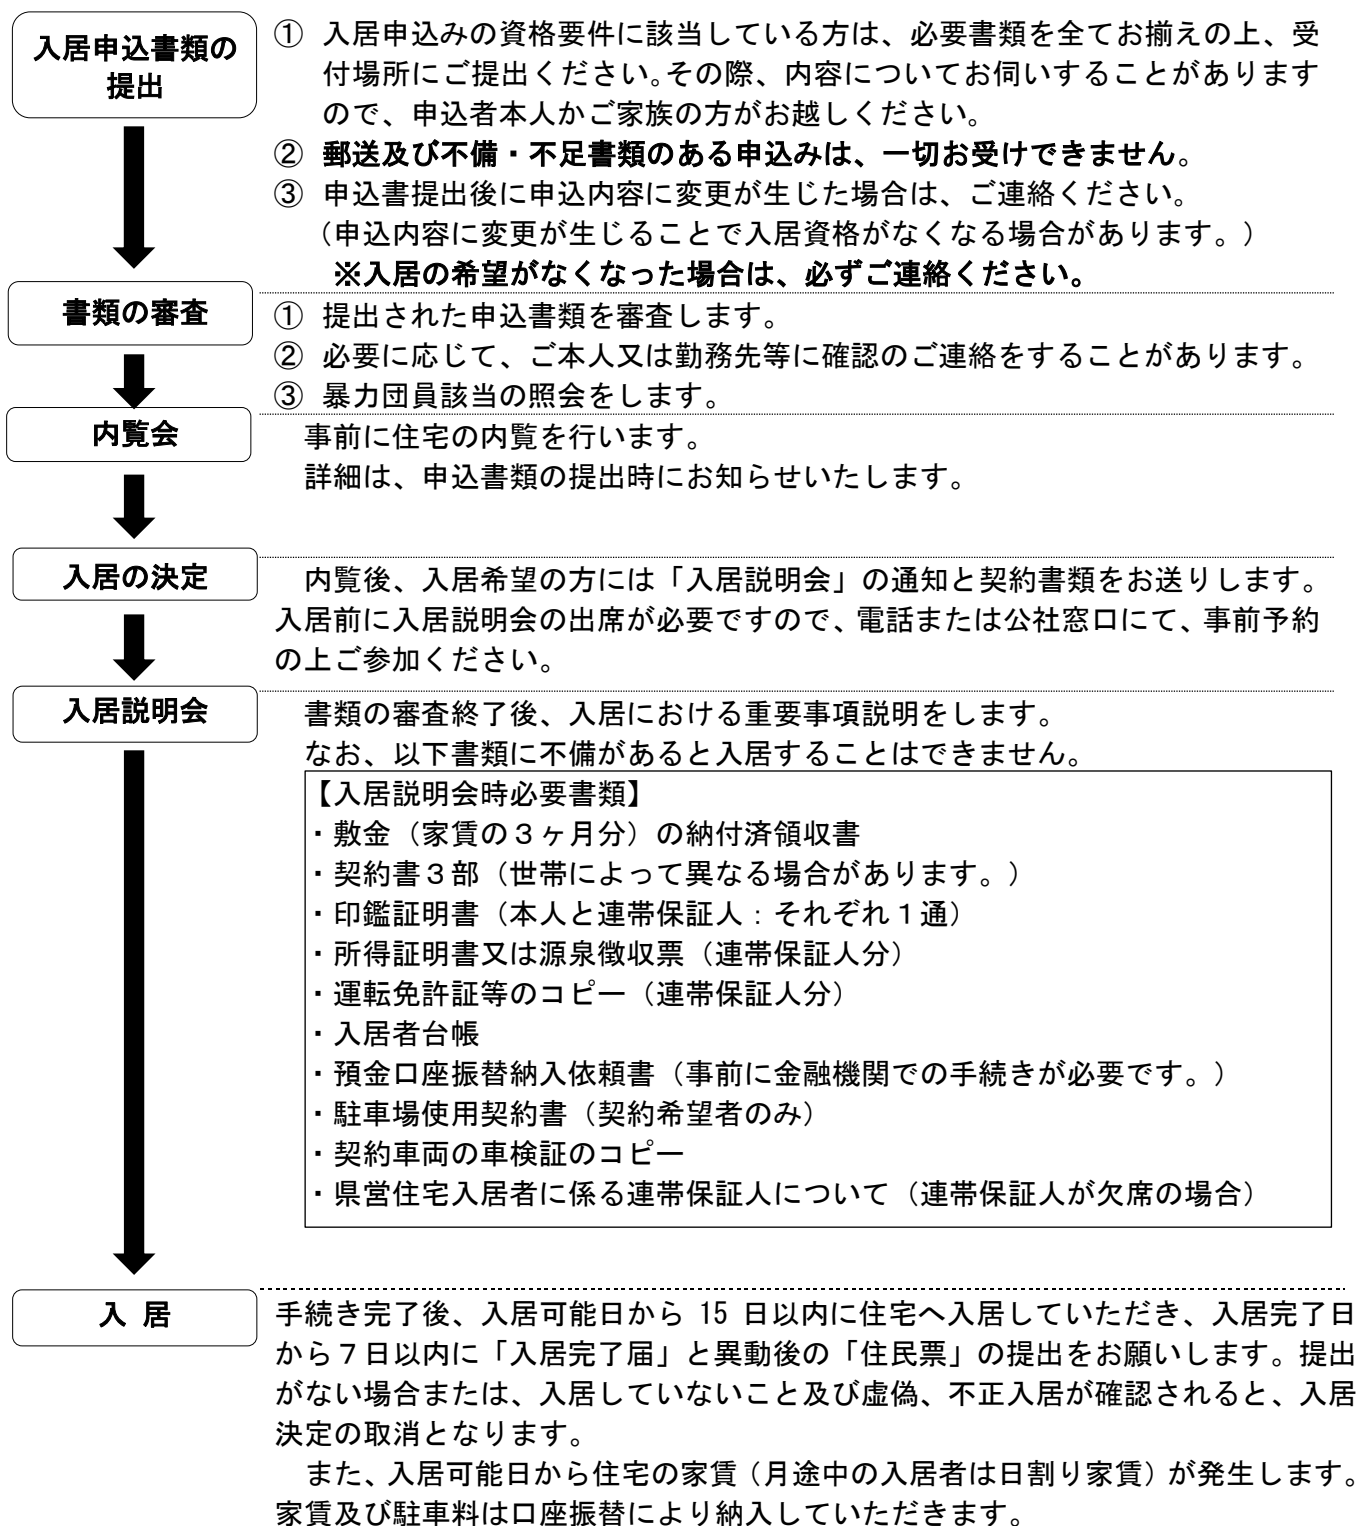 入居申込書類の
提出
① 入居申込みの資格要件に該当している方は、必要書類を全てお揃えの上、受
付場所にご提出ください。その際、内容についてお伺いすることがあります
ので、申込者本人かご家族の方がお越しください。
② 郵送及び不備・不足書類のある申込みは、一切お受けできません。
③ 申込書提出後に申込内容に変更が生じた場合は、ご連絡ください。
（申込内容に変更が生じることで入居資格がなくなる場合があります。）
※入居の希望がなくなった場合は、必ずご連絡ください。
書類の審査
① 提出された申込書類を審査します。
② 必要に応じて、ご本人又は勤務先等に確認のご連絡をすることがあります。
③ 暴力団員該当の照会をします。
内覧会
事前に住宅の内覧を行います。
詳細は、申込書類の提出時にお知らせいたします。
入居の決定
内覧後、入居希望の方には「入居説明会」の通知と契約書類をお送りします。
入居前に入居説明会の出席が必要ですので、電話または公社窓口にて、事前予約
の上ご参加ください。
入居説明会
書類の審査終了後、入居における重要事項説明をします。
なお、以下書類に不備があると入居することはできません。
【入居説明会時必要書類】
・敷金（家賃の３ヶ月分）の納付済領収書
・契約書３部（世帯によって異なる場合があります。）
・印鑑証明書（本人と連帯保証人：それぞれ１通）
・所得証明書又は源泉徴収票（連帯保証人分）
・運転免許証等のコピー（連帯保証人分）
・入居者台帳
・預金口座振替納入依頼書（事前に金融機関での手続きが必要です。）
・駐車場使用契約書（契約希望者のみ）
・契約車両の車検証のコピー
・県営住宅入居者に係る連帯保証人について（連帯保証人が欠席の場合）
入 居
手続き完了後、入居可能日から 15 日以内に住宅へ入居していただき、入居完了日
から７日以内に「入居完了届」と異動後の「住民票」の提出をお願いします。提出
がない場合または、入居していないこと及び虚偽、不正入居が確認されると、入居
決定の取消となります。
また、入居可能日から住宅の家賃（月途中の入居者は日割り家賃）が発生します。
家賃及び駐車料は口座振替により納入していただきます。